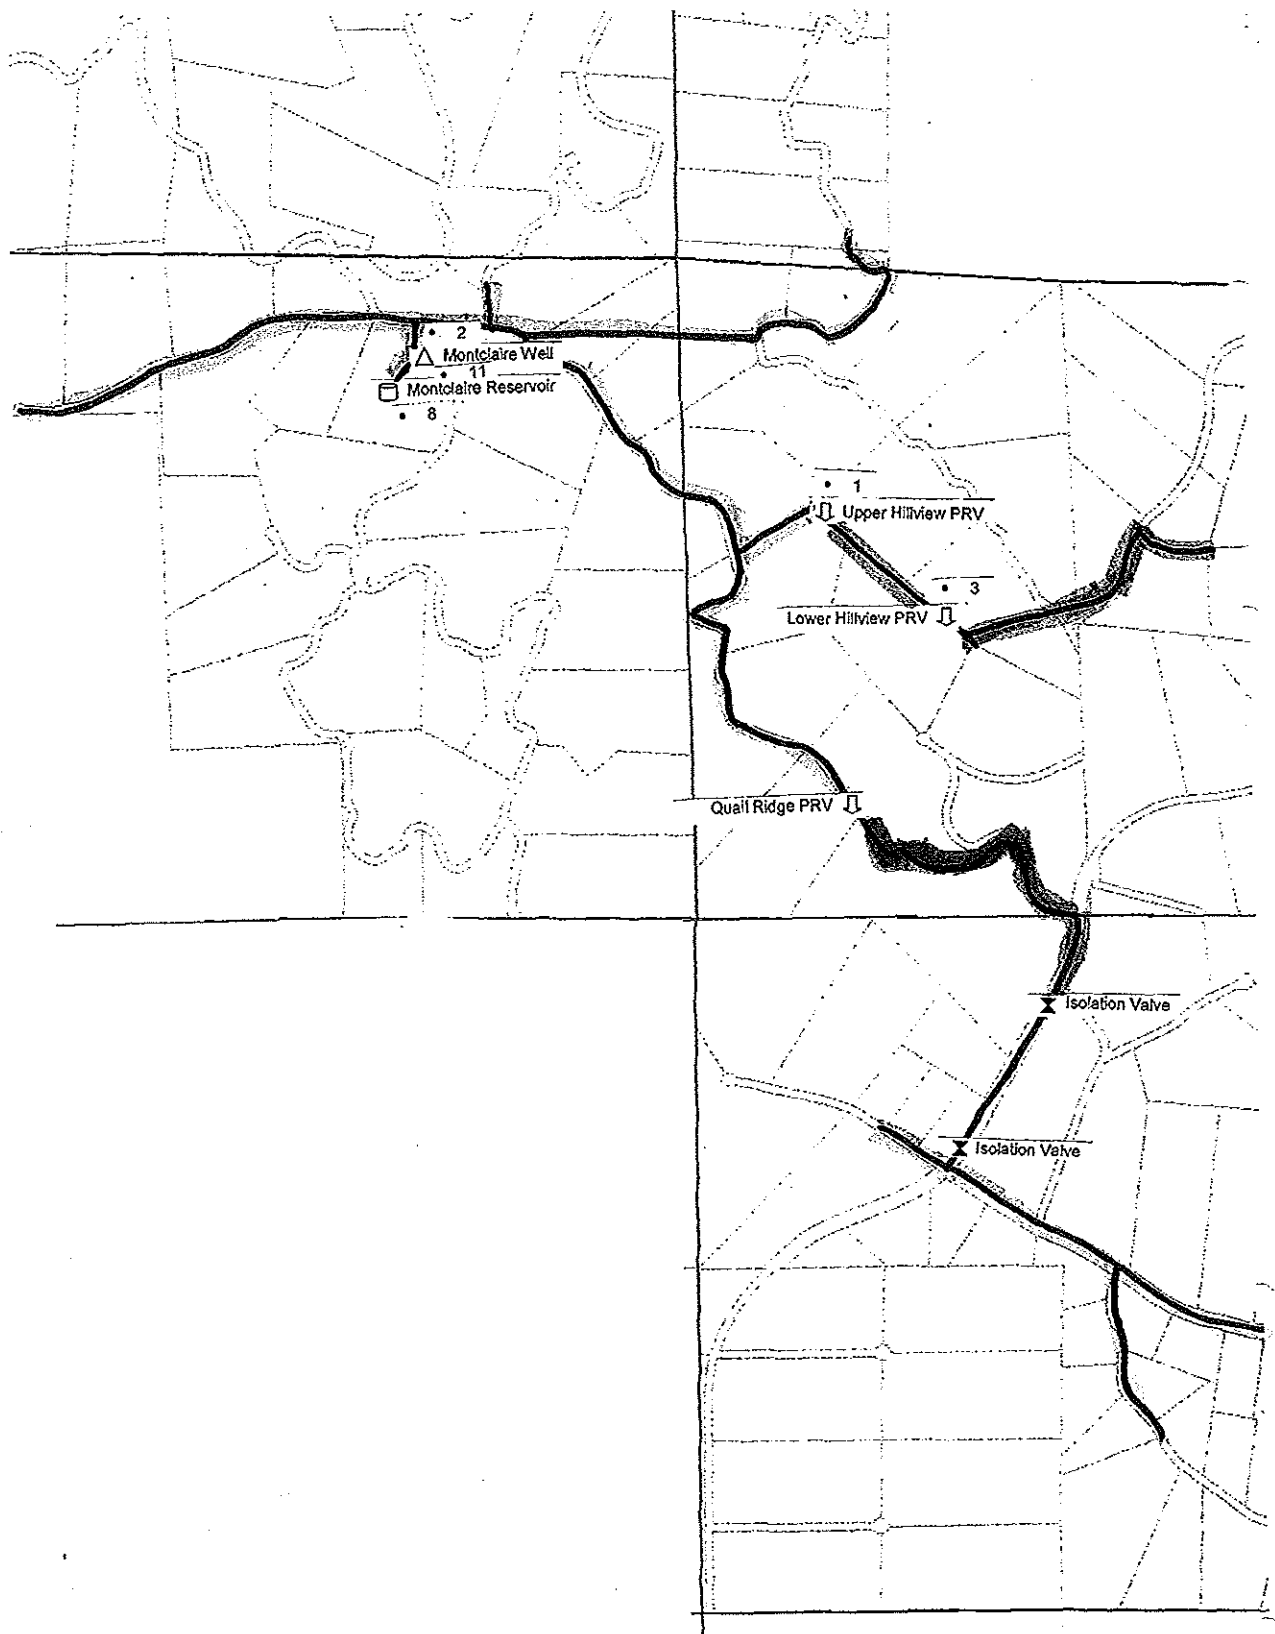 2
Montclaire Well
11
Montclaire Reservoir
8
1
Upper Hillview PRV
3
Lower Hillview PRV
Quail Ridge PRV
Isolation Valve
Isolation Valve